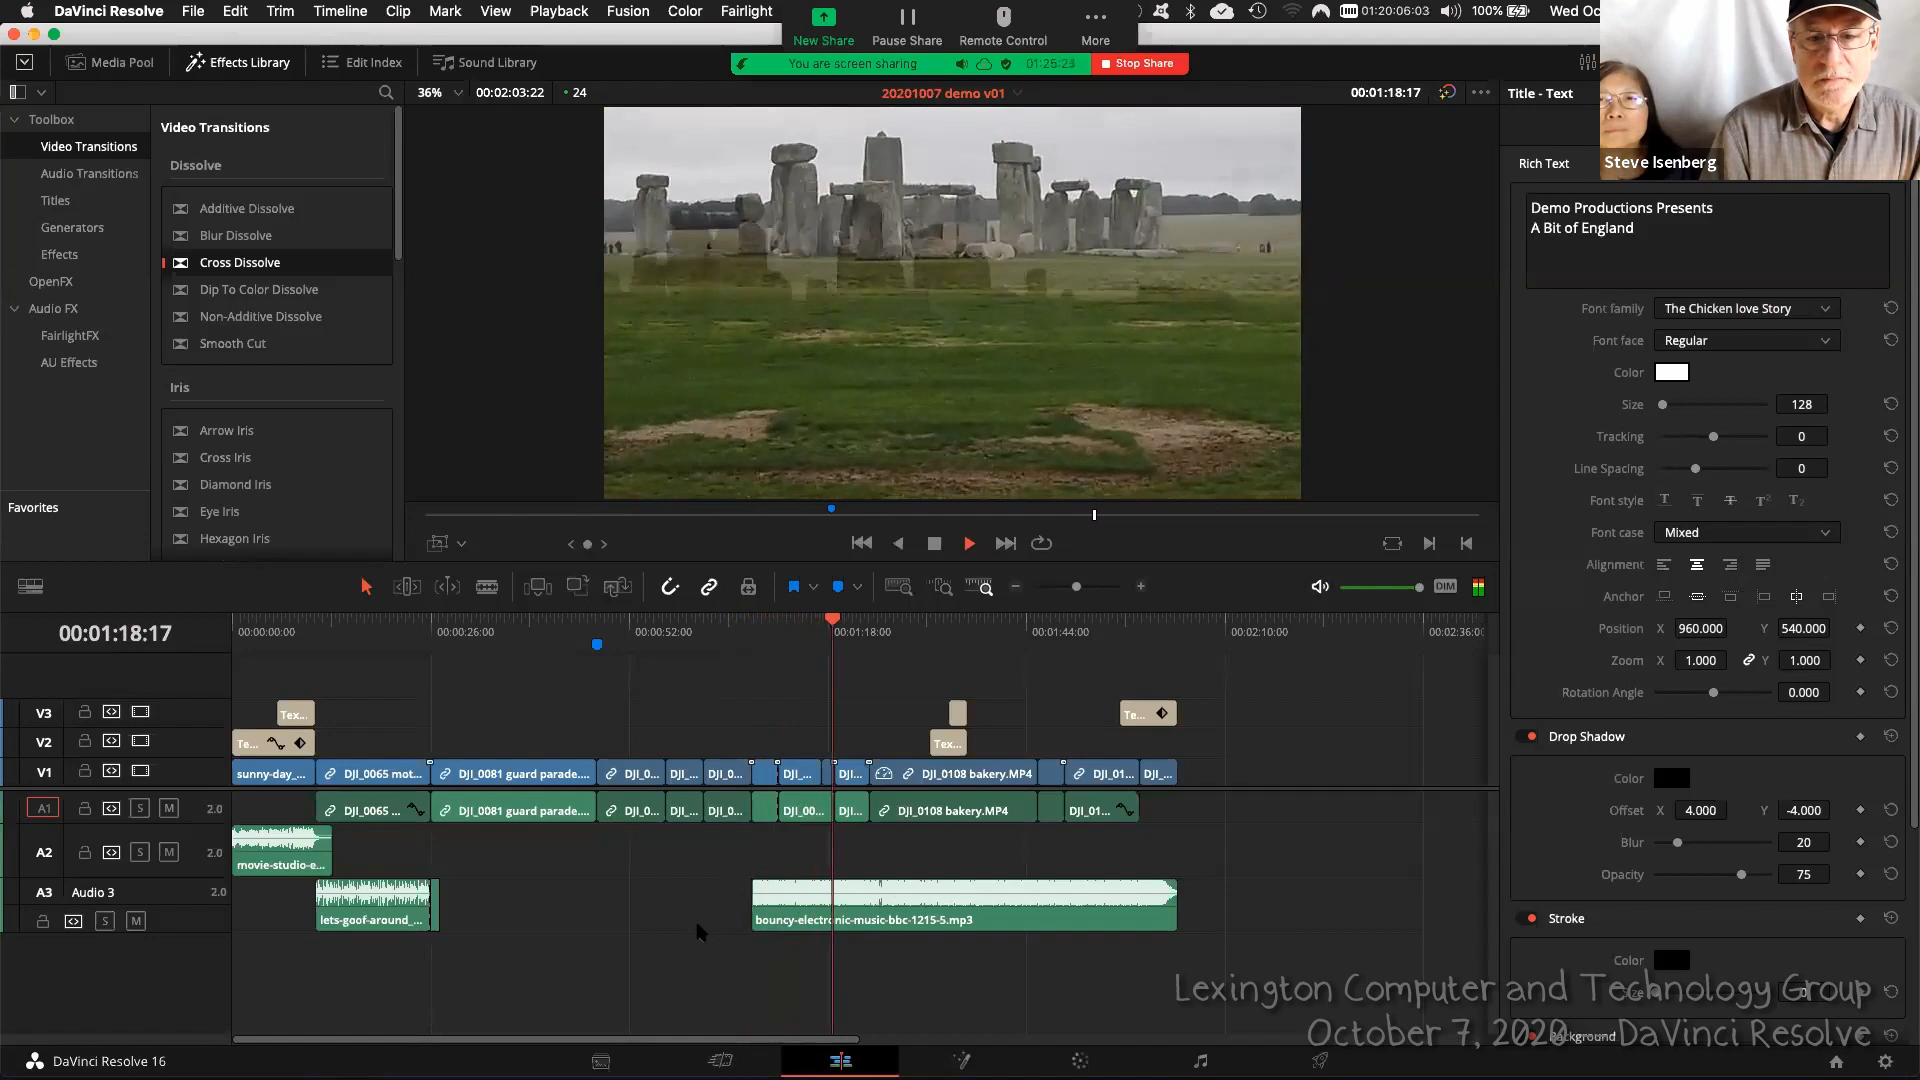 DaVinci Resolve File Edit Trim Timeline Clip Mark View Playback Fusion Color Fairlight
01:20:06:03 100% Wed Oc
New Share Pause Share Remote Control More
You are screen sharing 01:25:23 Stop Share
Media Pool Effects Library Edit Index Sound Library
36% 00:02:03:22 24 20201007 demo v01 00:01:18:17
Title - Text
Steve Isenberg
Toolbox
Video Transitions
Audio Transitions
Titles
Generators
Effects
OpenFX
Audio FX
FairlightFX
AU Effects
Favorites
Video Transitions
Dissolve
Additive Dissolve
Blur Dissolve
Cross Dissolve
Dip To Color Dissolve
Non-Additive Dissolve
Smooth Cut
Iris
Arrow Iris
Cross Iris
Diamond Iris
Eye Iris
Hexagon Iris
Rich Text
Demo Productions Presents
A Bit of England
Font family The Chicken love Story
Font face Regular
Color
Size 128
Tracking 0
Line Spacing 0
Font style T T T T² T₂
Font case Mixed
Alignment
Anchor
Position X 960.000 Y 540.000
Zoom X 1.000 Y 1.000
Rotation Angle 0.000
Drop Shadow
Color
Offset X 4.000 Y -4.000
Blur 20
Opacity 75
Stroke
Color
Size 0
Background
DIM
00:01:18:17
00:00:00:00 00:00:26:00 00:00:52:00 00:01:18:00 00:01:44:00 00:02:10:00 00:02:36:0
V3 Tex... Te...
V2 Te... Tex...
V1 sunny-day_... DJI_0065 mot... DJI_0081 guard parade.... DJI_0... DJI_... DJI_0... DJI_... DJI... DJI_0108 bakery.MP4 DJI_01... DJI_...
A1 S M 2.0 DJI_0065 ... DJI_0081 guard parade.... DJI_0... DJI_... DJI_0... DJI_00... DJI... DJI_0108 bakery.MP4 DJI_01...
A2 S M 2.0 movie-studio-e...
A3 Audio 3 2.0
S M lets-goof-around_... bouncy-electronic-music-bbc-1215-5.mp3
Lexington Computer and Technology Group
October 7, 2020 - DaVinci Resolve
DaVinci Resolve 16